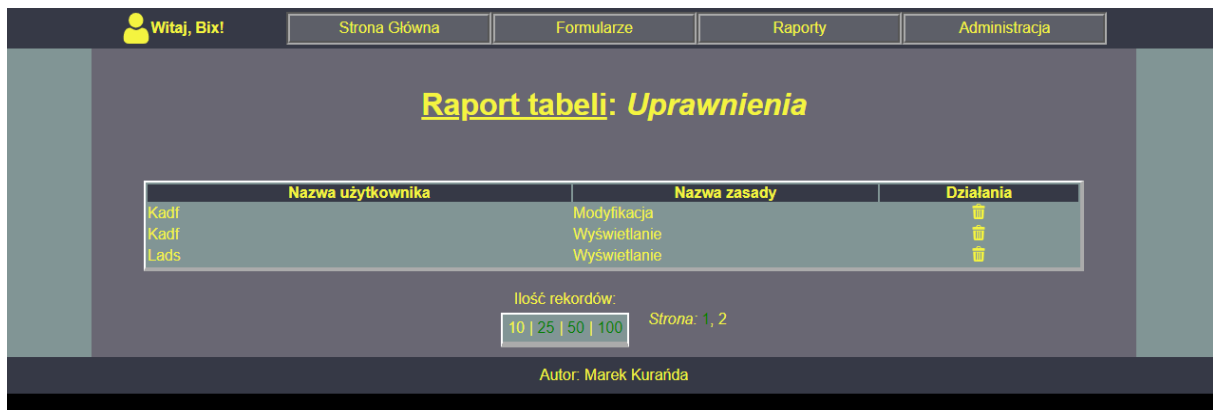 Witaj, Bix! Strona Główna Formularze Raporty Administracja
Raport tabeli: Uprawnienia
Nazwa użytkownika Nazwa zasady Działania
Kadf Modyfikacja
Kadf Wyświetlanie
Lads Wyświetlanie
Ilość rekordów:
10 | 25 | 50 | 100 Strona: 1, 2
Autor: Marek Kurańda